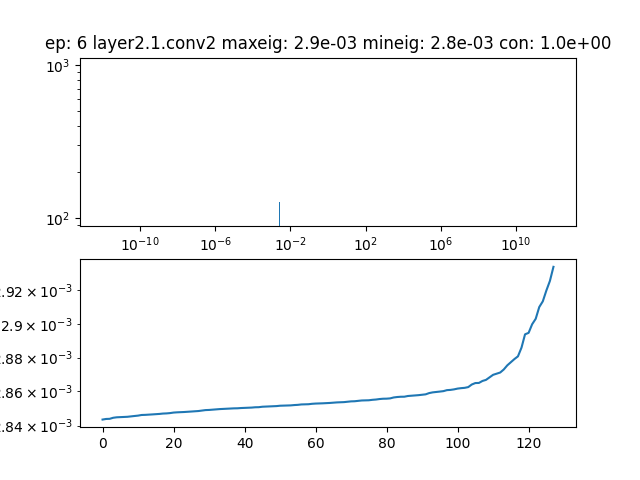 ep: 6 layer2.1.conv2 maxeig: 2.9e-03 mineig: 2.8e-03 con: 1.0e+00
10³
10²
10⁻¹⁰ 10⁻⁶ 10⁻² 10² 10⁶ 10¹⁰
.92 × 10⁻³
2.9 × 10⁻³
.88 × 10⁻³
.86 × 10⁻³
.84 × 10⁻³
0 20 40 60 80 100 120